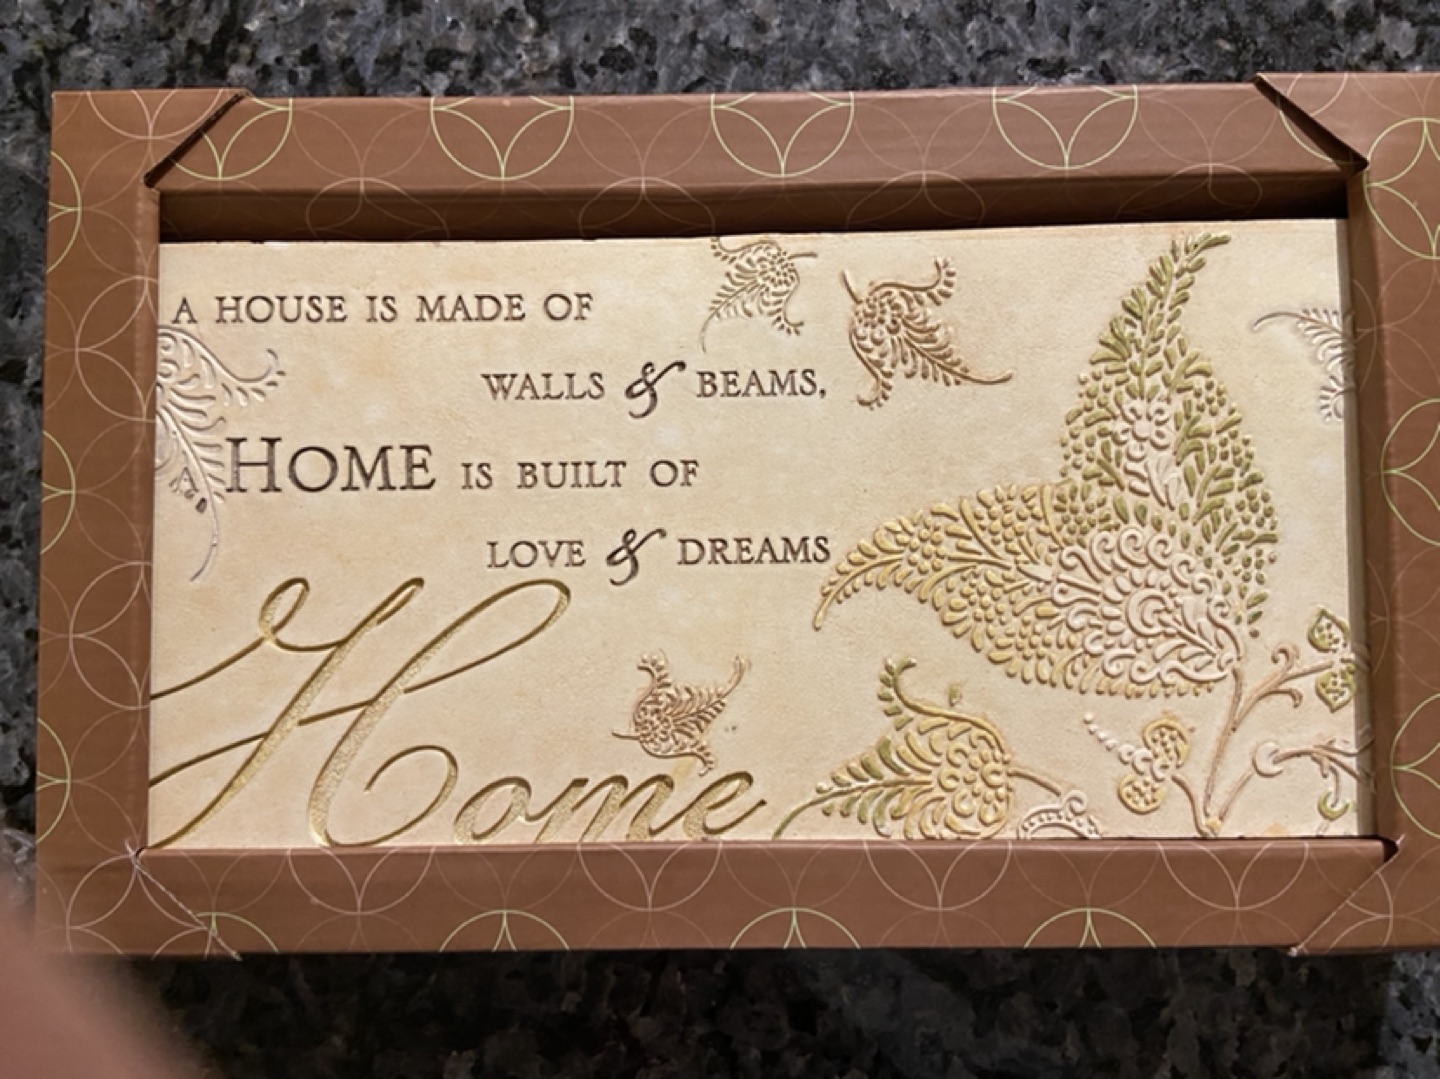 A HOUSE IS MADE OF
WALLS & BEAMS,
A HOME IS BUILT OF
LOVE & DREAMS
Home